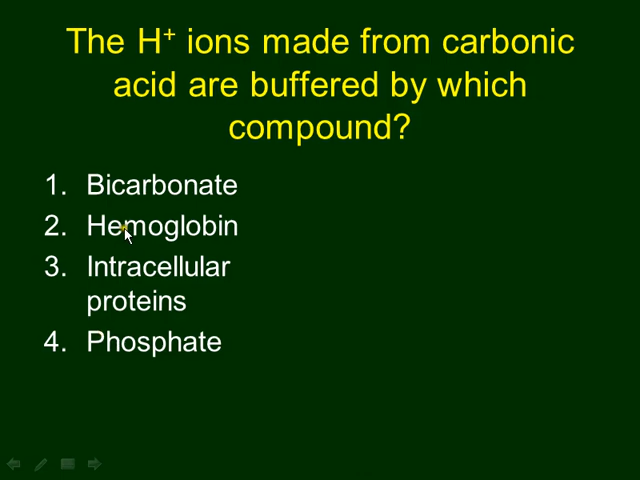 The H⁺ ions made from carbonic
acid are buffered by which
compound?
1. Bicarbonate
2. Hemoglobin
3. Intracellular
proteins
4. Phosphate